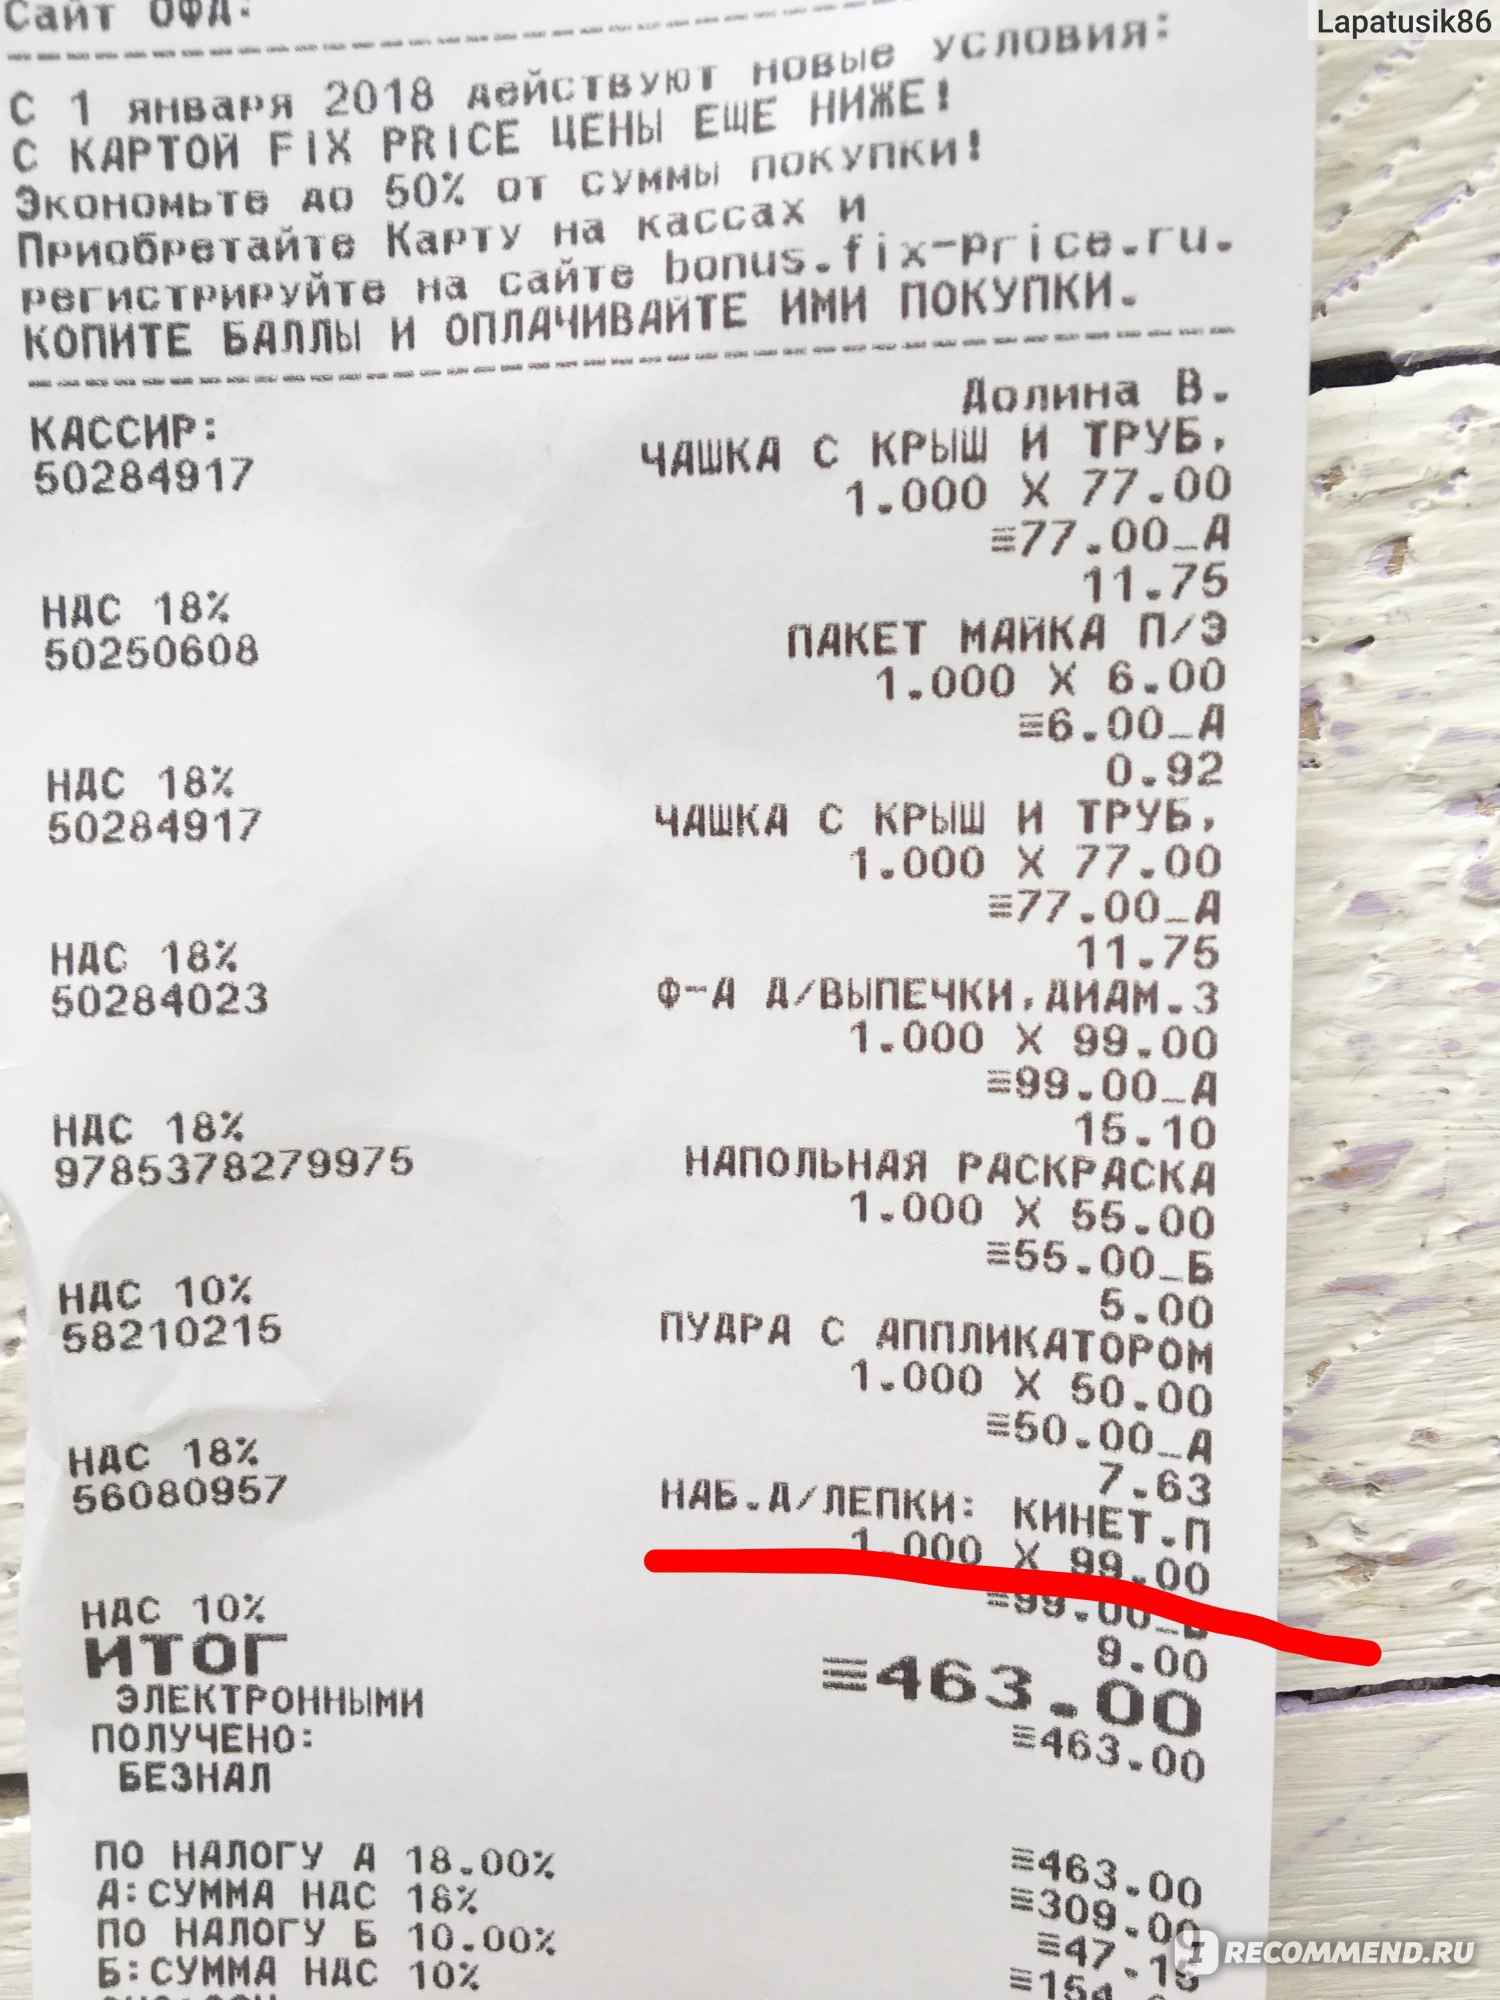 Lapatusik86
Сайт ОФД:
С 1 января 2018 действуют новые условия:
С КАРТОЙ FIX PRICE ЦЕНЫ ЕЩЕ НИЖЕ!
Экономьте до 50% от суммы покупки!
Приобретайте Карту на кассах и
регистрируйте на сайте bonus.fix-price.ru.
КОПИТЕ БАЛЛЫ И ОПЛАЧИВАЙТЕ ИМИ ПОКУПКИ.
КАССИР: Долина В.
50284917 ЧАШКА С КРЫШ И ТРУБ,
1.000 X 77.00
≡77.00_А
НДС 18% 11.75
50250608 ПАКЕТ МАЙКА П/Э
1.000 X 6.00
≡6.00_А
НДС 18% 0.92
50284917 ЧАШКА С КРЫШ И ТРУБ,
1.000 X 77.00
≡77.00_А
НДС 18% 11.75
50284023 Ф-А Д/ВЫПЕЧКИ,ДИАМ.3
1.000 X 99.00
≡99.00_А
НДС 18% 15.10
9785378279975 НАПОЛЬНАЯ РАСКРАСКА
1.000 X 55.00
≡55.00_Б
НДС 10% 5.00
58210215 ПУДРА С АППЛИКАТОРОМ
1.000 X 50.00
≡50.00_А
НДС 18% 7.63
56080957 НАБ.Д/ЛЕПКИ: КИНЕТ.П
1.000 X 99.00
≡99.00_Б
НДС 10% 9.00
ИТОГ ≡463.00
ЭЛЕКТРОННЫМИ ≡463.00
ПОЛУЧЕНО:
БЕЗНАЛ ≡463.00
ПО НАЛОГУ А 18.00% ≡309.00
А:СУММА НДС 18% ≡47.15
ПО НАЛОГУ Б 10.00%
Б:СУММА НДС 10%
IRECOMMEND.RU